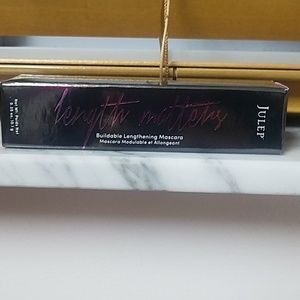 length matters
Buildable Lengthening Mascara
Mascara Modulable et Allongeant
JULEP